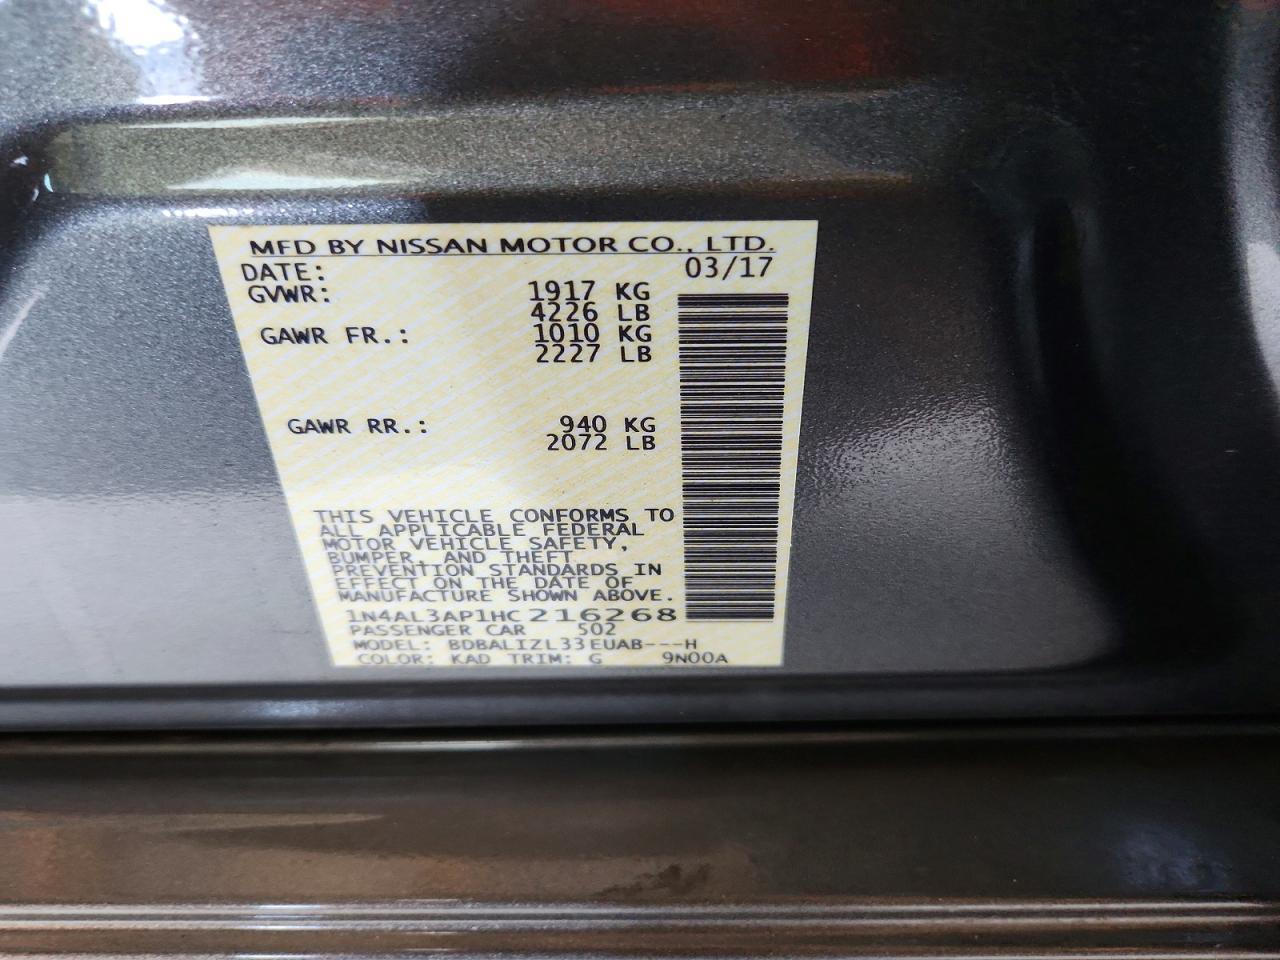 MFD BY NISSAN MOTOR CO., LTD.
DATE: 03/17
GVWR: 1917 KG
4226 LB
GAWR FR.: 1010 KG
2227 LB
GAWR RR.: 940 KG
2072 LB
THIS VEHICLE CONFORMS TO
ALL APPLICABLE FEDERAL
MOTOR VEHICLE SAFETY,
BUMPER, AND THEFT
PREVENTION STANDARDS IN
EFFECT ON THE DATE OF
MANUFACTURE SHOWN ABOVE.
1N4AL3AP1HC216268
PASSENGER CAR 502
MODEL: BDBALIZL33EUAB---H
COLOR: KAD TRIM: G 9N00A